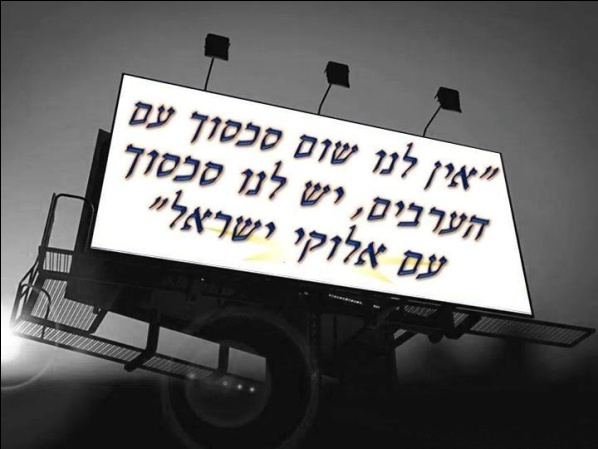 "אין לנו שום סכסוך עם
הערבים, יש לנו סכסוך
עם אלוקי ישראל"